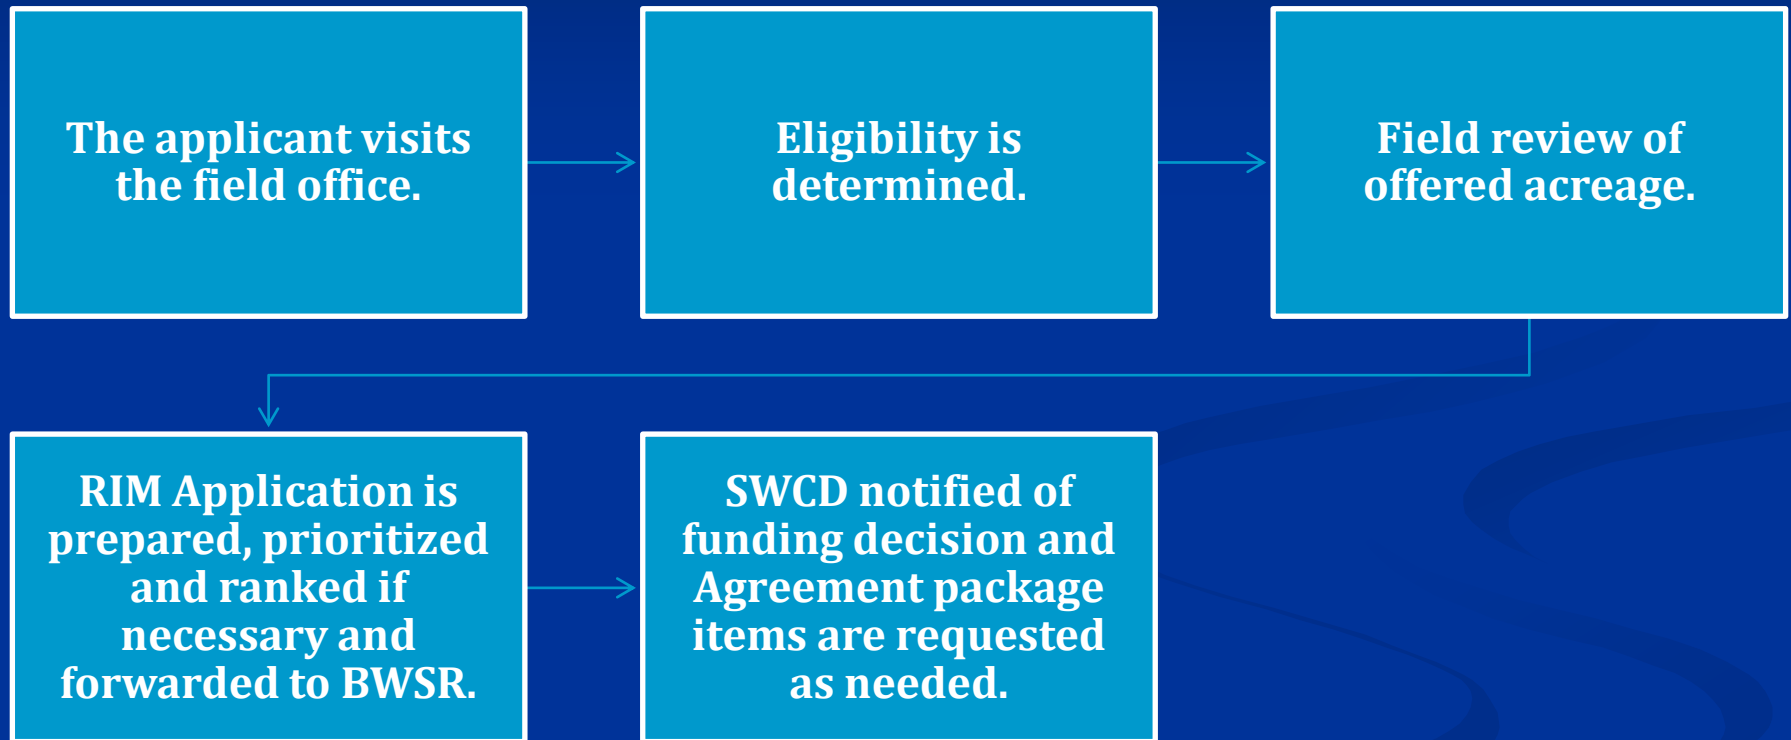 The applicant visits
the field office.
Eligibility is
determined.
Field review of
offered acreage.
RIM Application is
prepared, prioritized
and ranked if
necessary and
forwarded to BWSR.
SWCD notified of
funding decision and
Agreement package
items are requested
as needed.